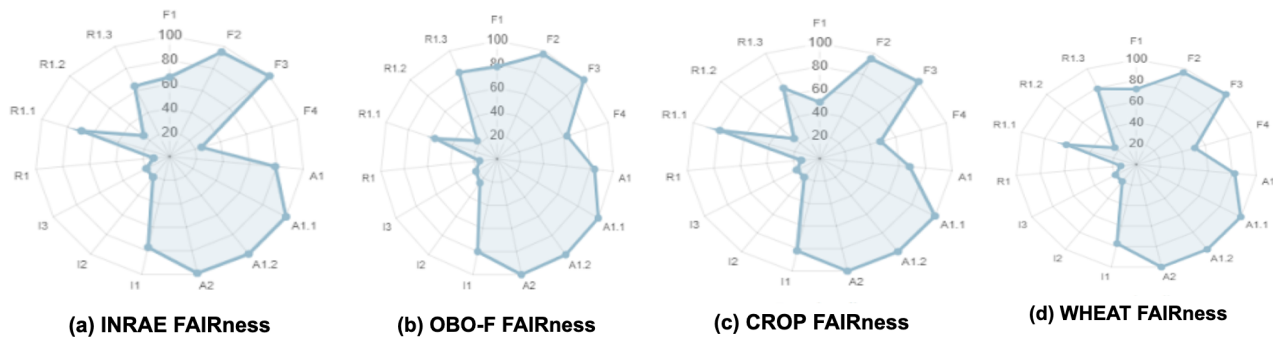 F1
R1.3
F2
100
R1.2
80
F3
60
R1.1
40
F4
20
R1
A1
I3
A1.1
I2
A1.2
I1
A2
(a) INRAE FAIRness
F1
R1.3
F2
100
R1.2
80
F3
60
R1.1
40
F4
20
R1
A1
I3
A1.1
I2
A1.2
I1
A2
(b) OBO-F FAIRness
F1
R1.3
F2
100
R1.2
80
F3
60
R1.1
40
F4
20
R1
A1
I3
A1.1
I2
A1.2
I1
A2
(c) CROP FAIRness
F1
R1.3
F2
100
R1.2
80
F3
60
R1.1
40
F4
20
R1
A1
I3
A1.1
I2
A1.2
I1
A2
(d) WHEAT FAIRness